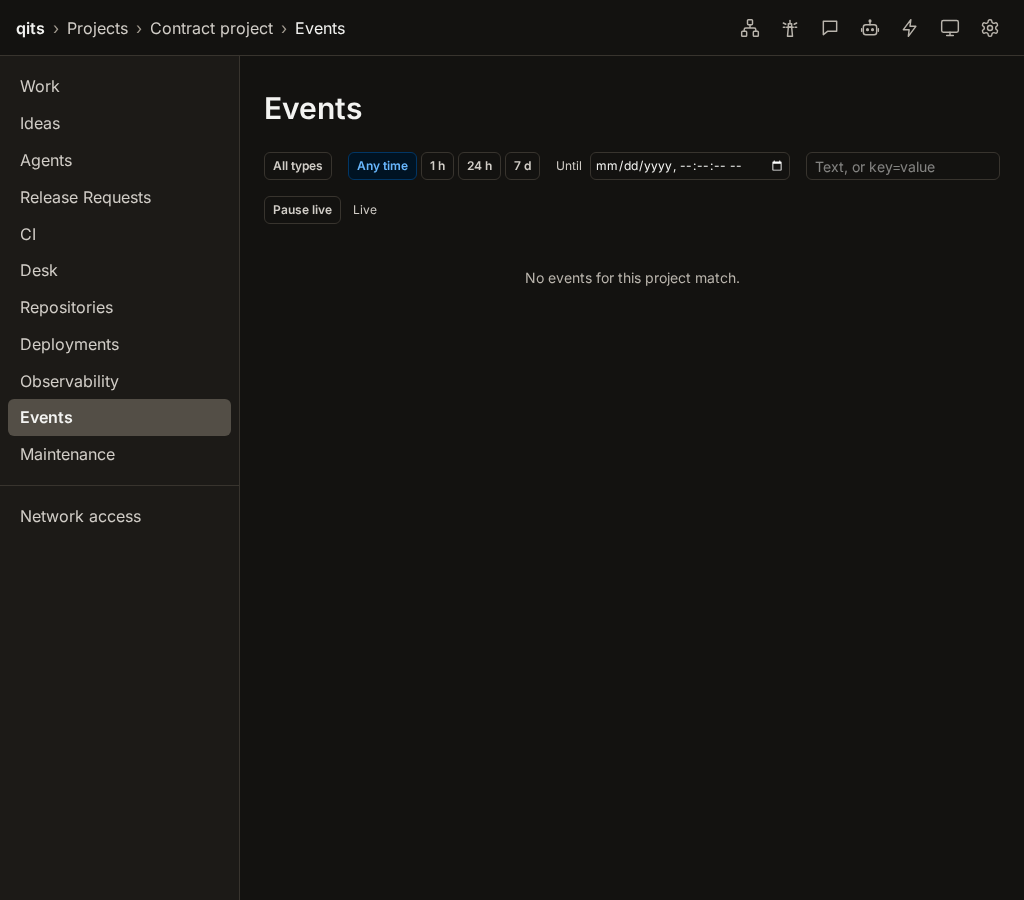 qits › Projects › Contract project › Events
Work
Ideas
Agents
Release Requests
CI
Desk
Repositories
Deployments
Observability
Events
Maintenance
Network access
Events
All types Any time 1 h 24 h 7 d Until mm/dd/yyyy, --:--:-- -- Text, or key=value
Pause live Live
No events for this project match.